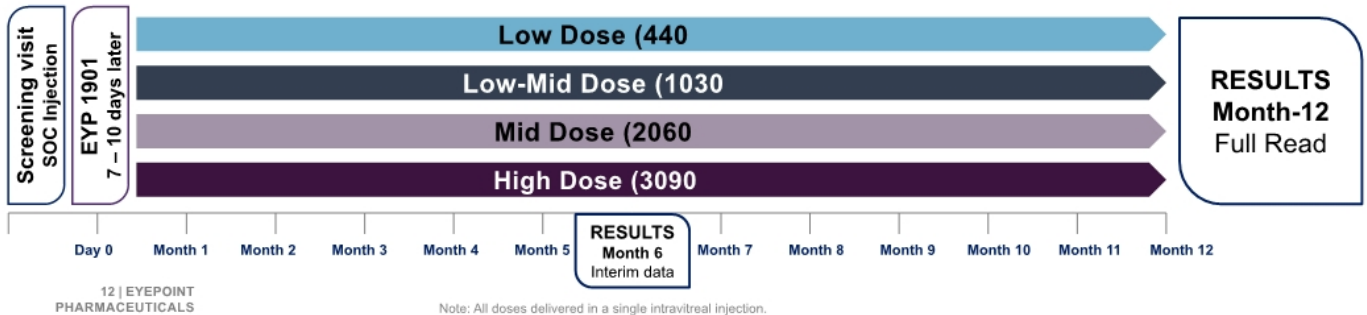 Screening visit
SOC Injection
EYP 1901
7 – 10 days later
Low Dose (440
Low-Mid Dose (1030
Mid Dose (2060
High Dose (3090
RESULTS
Month-12
Full Read
Day 0
Month 1
Month 2
Month 3
Month 4
Month 5
RESULTS
Month 6
Interim data
Month 7
Month 8
Month 9
Month 10
Month 11
Month 12
12 | EYEPOINT
PHARMACEUTICALS
Note: All doses delivered in a single intravitreal injection.